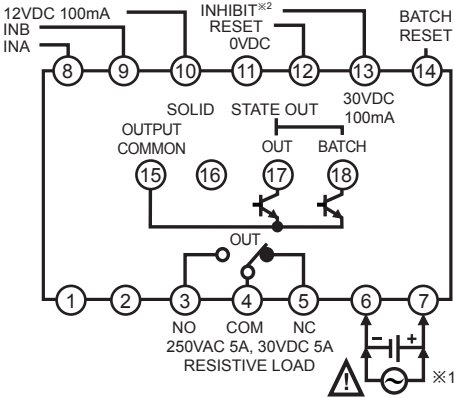 12VDC 100mA
INB
INA
INHIBIT※2
RESET
0VDC
BATCH
RESET
8 9 10 11 12 13 14
30VDC
100mA
SOLID STATE OUT
OUTPUT
COMMON
OUT BATCH
15 16 17 18
OUT
1 2 3 4 5 6 7
NO COM NC
250VAC 5A, 30VDC 5A
RESISTIVE LOAD
− +
! ※1